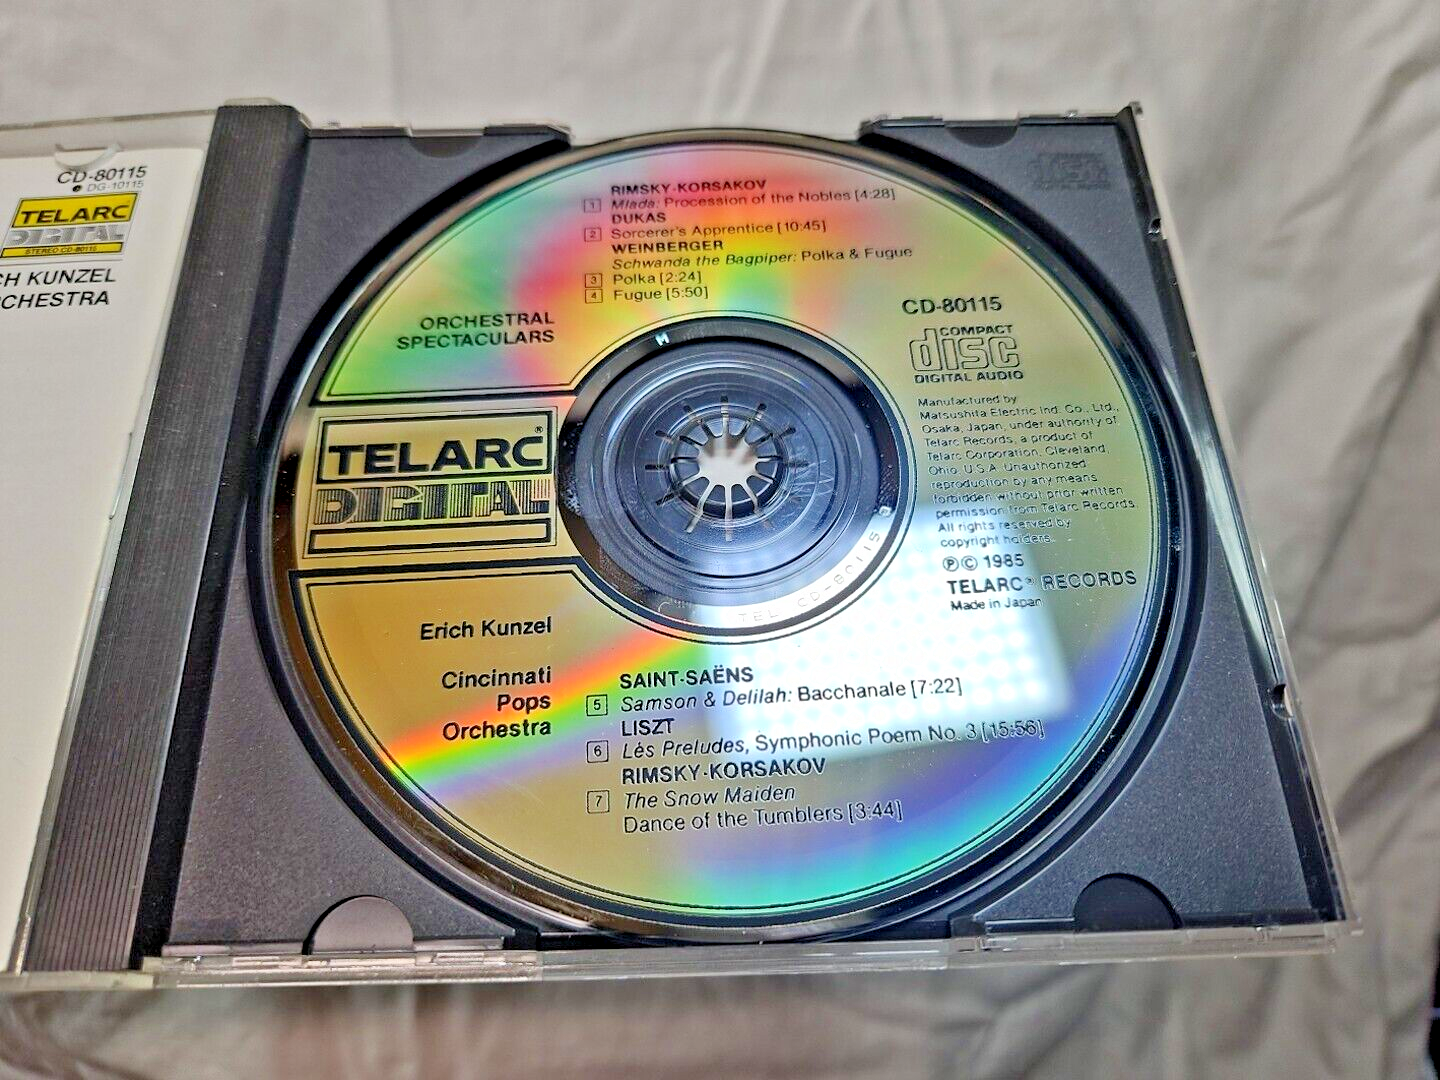 CD-80115
DG-10115
TELARC
DIGITAL
STEREO CD-80115
CH KUNZEL
CHESTRA
RIMSKY-KORSAKOV
1 Mlada: Procession of the Nobles [4:28]
DUKAS
2 Sorcerer's Apprentice [10:45]
WEINBERGER
Schwanda the Bagpiper: Polka & Fugue
3 Polka [2:24]
4 Fugue [5:50]
ORCHESTRAL
SPECTACULARS
TELARC®
DIGITAL
CD-80115
COMPACT
disc
DIGITAL AUDIO
Manufactured by
Matsushita Electric Ind. Co., Ltd.,
Osaka, Japan, under authority of
Telarc Records, a product of
Telarc Corporation, Cleveland,
Ohio, U.S.A. Unauthorized
reproduction by any means
forbidden without prior written
permission from Telarc Records.
All rights reserved by
copyright holders.
℗© 1985
TELARC® RECORDS
Made in Japan
M
TEL CD-80115
Erich Kunzel
Cincinnati
Pops
Orchestra
SAINT-SAËNS
5 Samson & Delilah: Bacchanale [7:22]
LISZT
6 Lés Preludes, Symphonic Poem No. 3 [15:56]
RIMSKY-KORSAKOV
7 The Snow Maiden
Dance of the Tumblers [3:44]